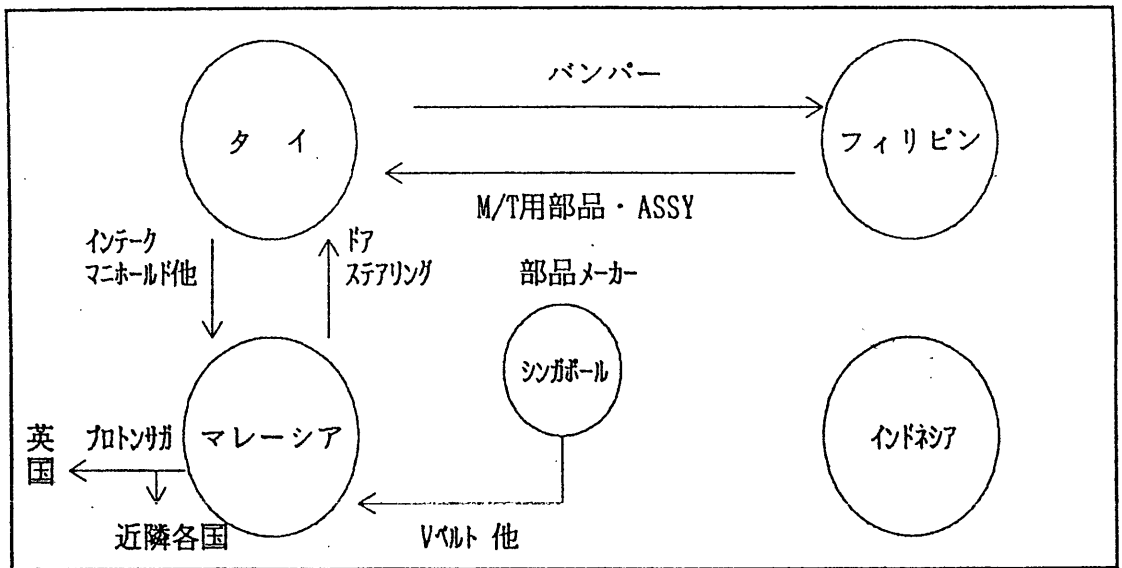 バンパー
タ イ
フィリピン
M/T用部品・ASSY
インテーク
マニホールド他
ドア
ステアリング
部品メーカー
シンガポール
英国
プロトンサガ
マレーシア
インドネシア
近隣各国
Vベルト 他